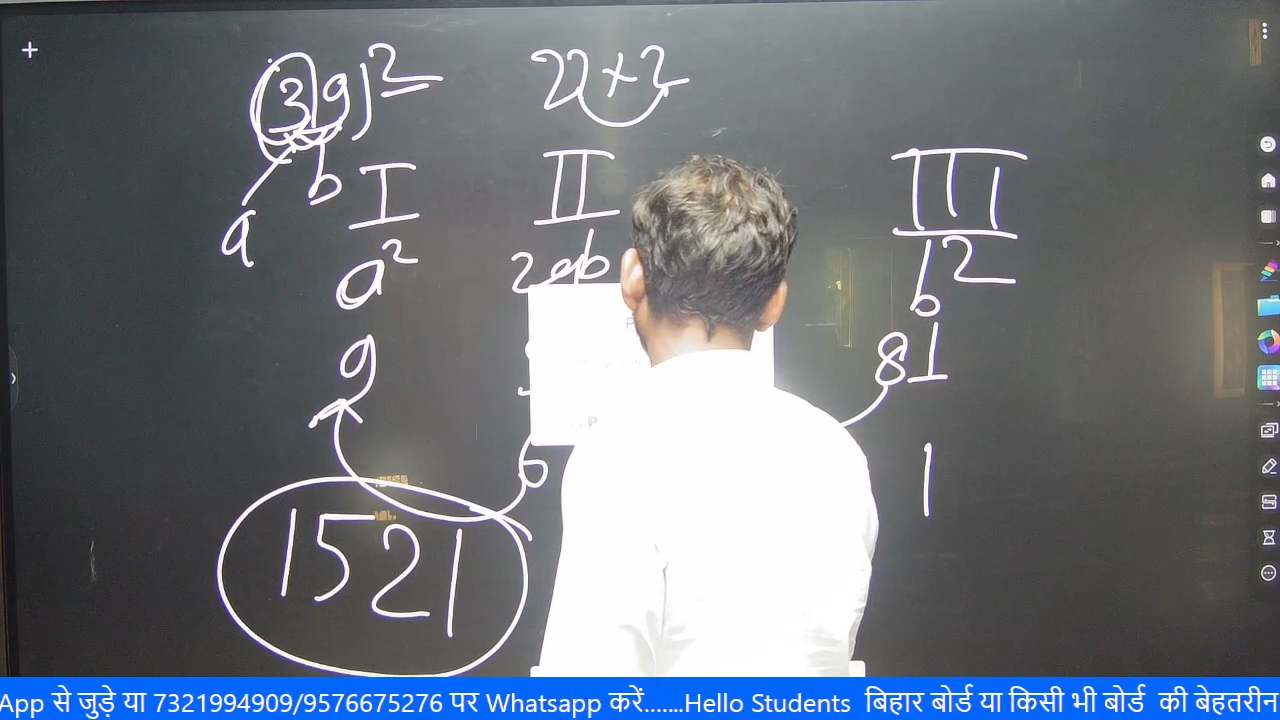 39)² 22×2
a b I II III
a² 2ab b²
9 81
6 1
1521
App से जुड़े या 7321994909/9576675276 पर Whatsapp करें.......Hello Students बिहार बोर्ड या किसी भी बोर्ड की बेहतरीन